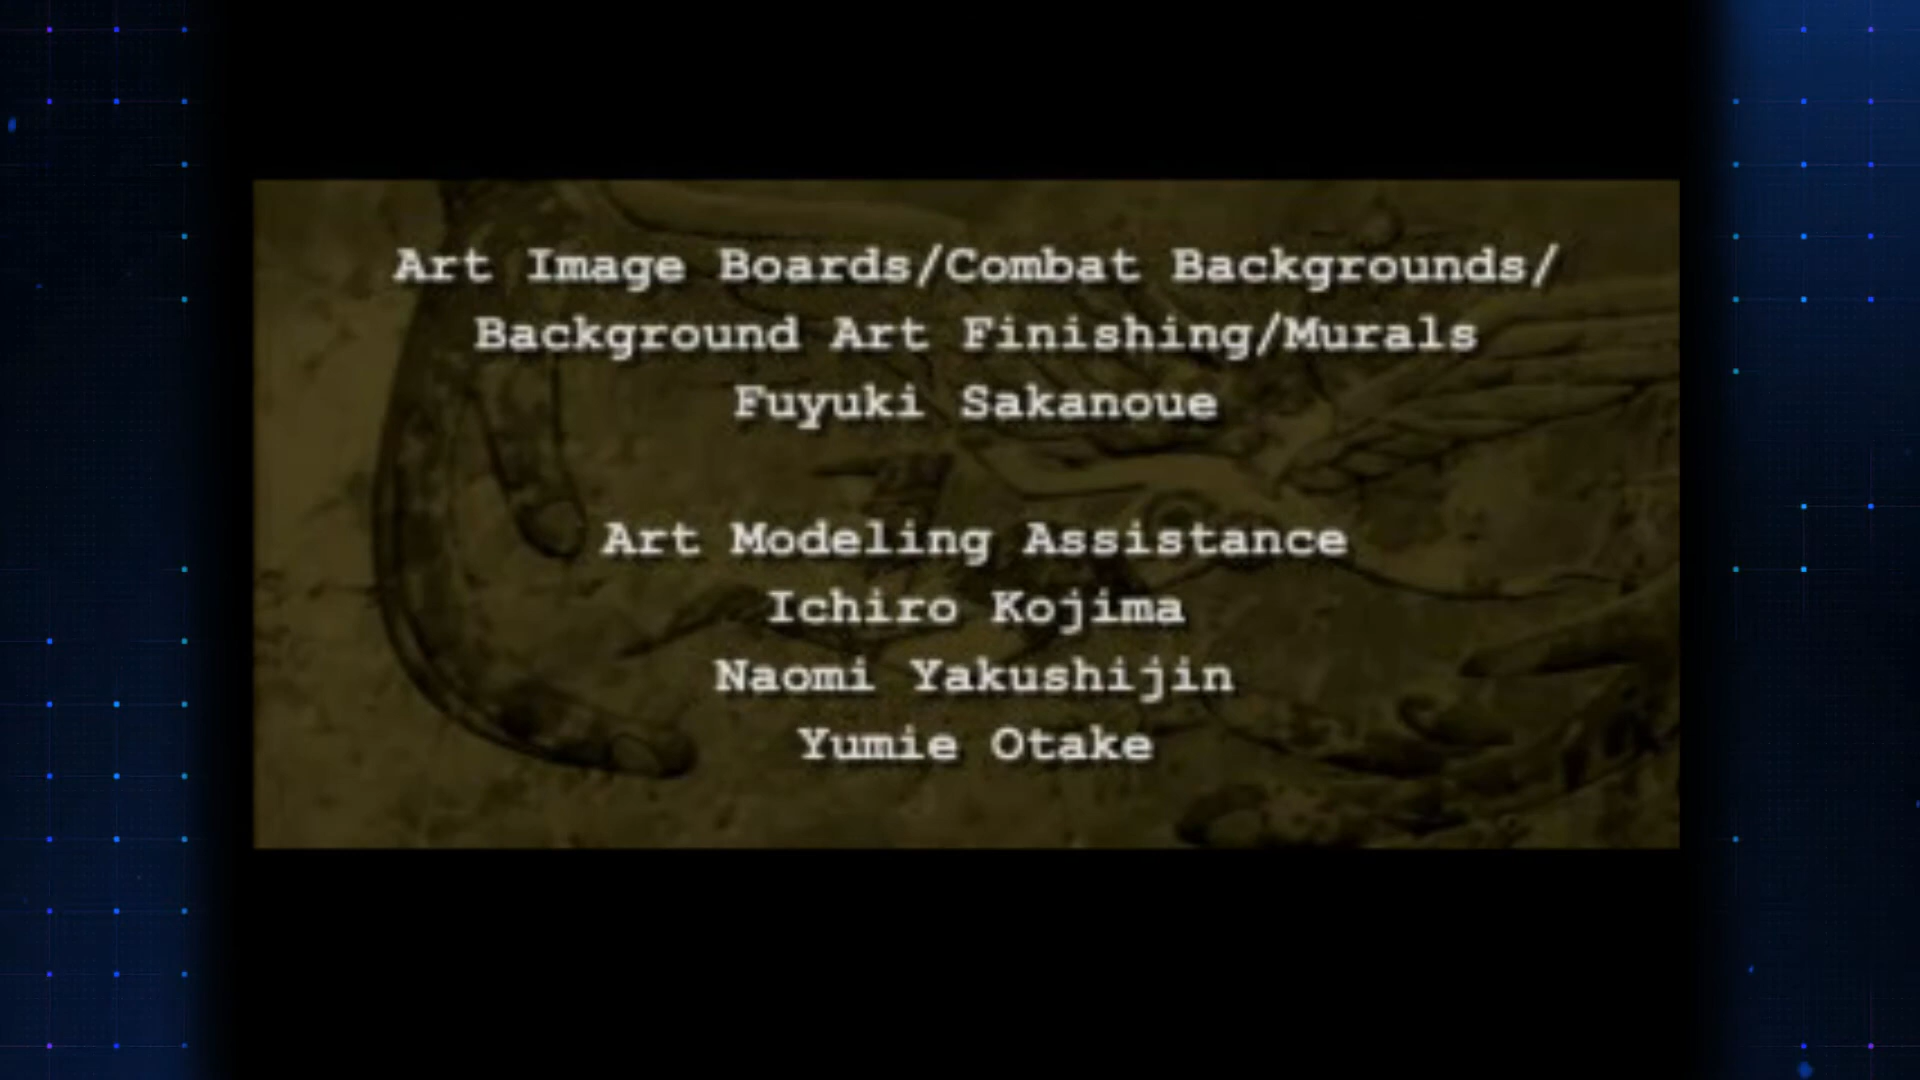 Art Image Boards/Combat Backgrounds/
Background Art Finishing/Murals
Fuyuki Sakanoue
Art Modeling Assistance
Ichiro Kojima
Naomi Yakushijin
Yumie Otake